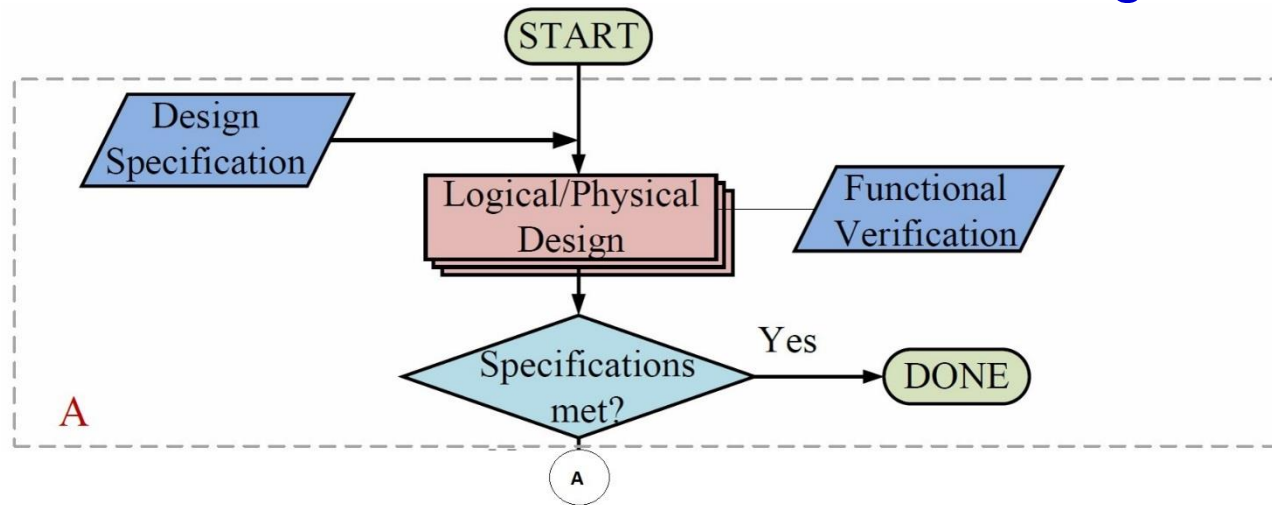 START
Design
Specification
Logical/Physical
Design
Functional
Verification
Specifications
met?
Yes
DONE
A
A